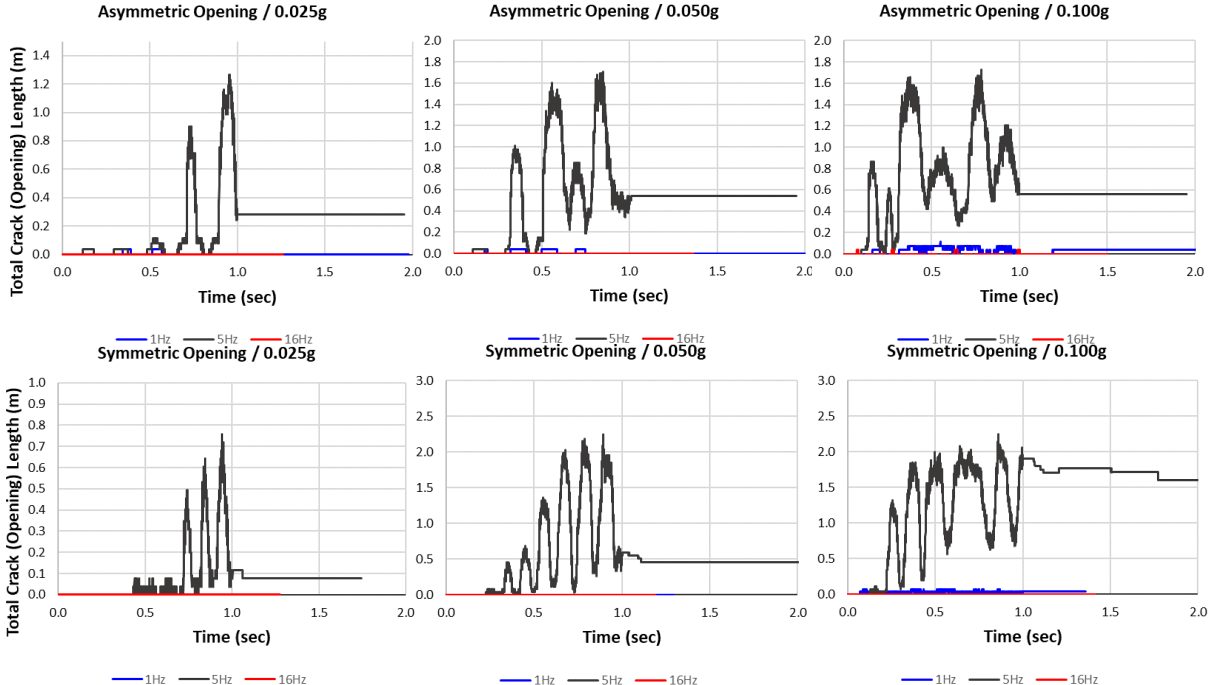 Asymmetric Opening / 0.025g
Asymmetric Opening / 0.050g
Asymmetric Opening / 0.100g
Total Crack (Opening) Length (m)
1.4
1.2
1.0
0.8
0.6
0.4
0.2
0.0
0.0 0.5 1.0 1.5 2.0
Time (sec)
1Hz 5Hz 16Hz
2.0
1.8
1.6
1.4
1.2
1.0
0.8
0.6
0.4
0.2
0.0
0.0 0.5 1.0 1.5 2.0
Time (sec)
1Hz 5Hz 16Hz
2.0
1.8
1.6
1.4
1.2
1.0
0.8
0.6
0.4
0.2
0.0
0.0 0.5 1.0 1.5 2.0
Time (sec)
1Hz 5Hz 16Hz
Symmetric Opening / 0.025g
Symmetric Opening / 0.050g
Symmetric Opening / 0.100g
Total Crack (Opening) Length (m)
1.0
0.9
0.8
0.7
0.6
0.5
0.4
0.3
0.2
0.1
0.0
0.0 0.5 1.0 1.5 2.0
Time (sec)
1Hz 5Hz 16Hz
3.0
2.5
2.0
1.5
1.0
0.5
0.0
0.0 0.5 1.0 1.5 2.0
Time (sec)
1Hz 5Hz 16Hz
3.0
2.5
2.0
1.5
1.0
0.5
0.0
0.0 0.5 1.0 1.5 2.0
Time (sec)
1Hz 5Hz 16Hz